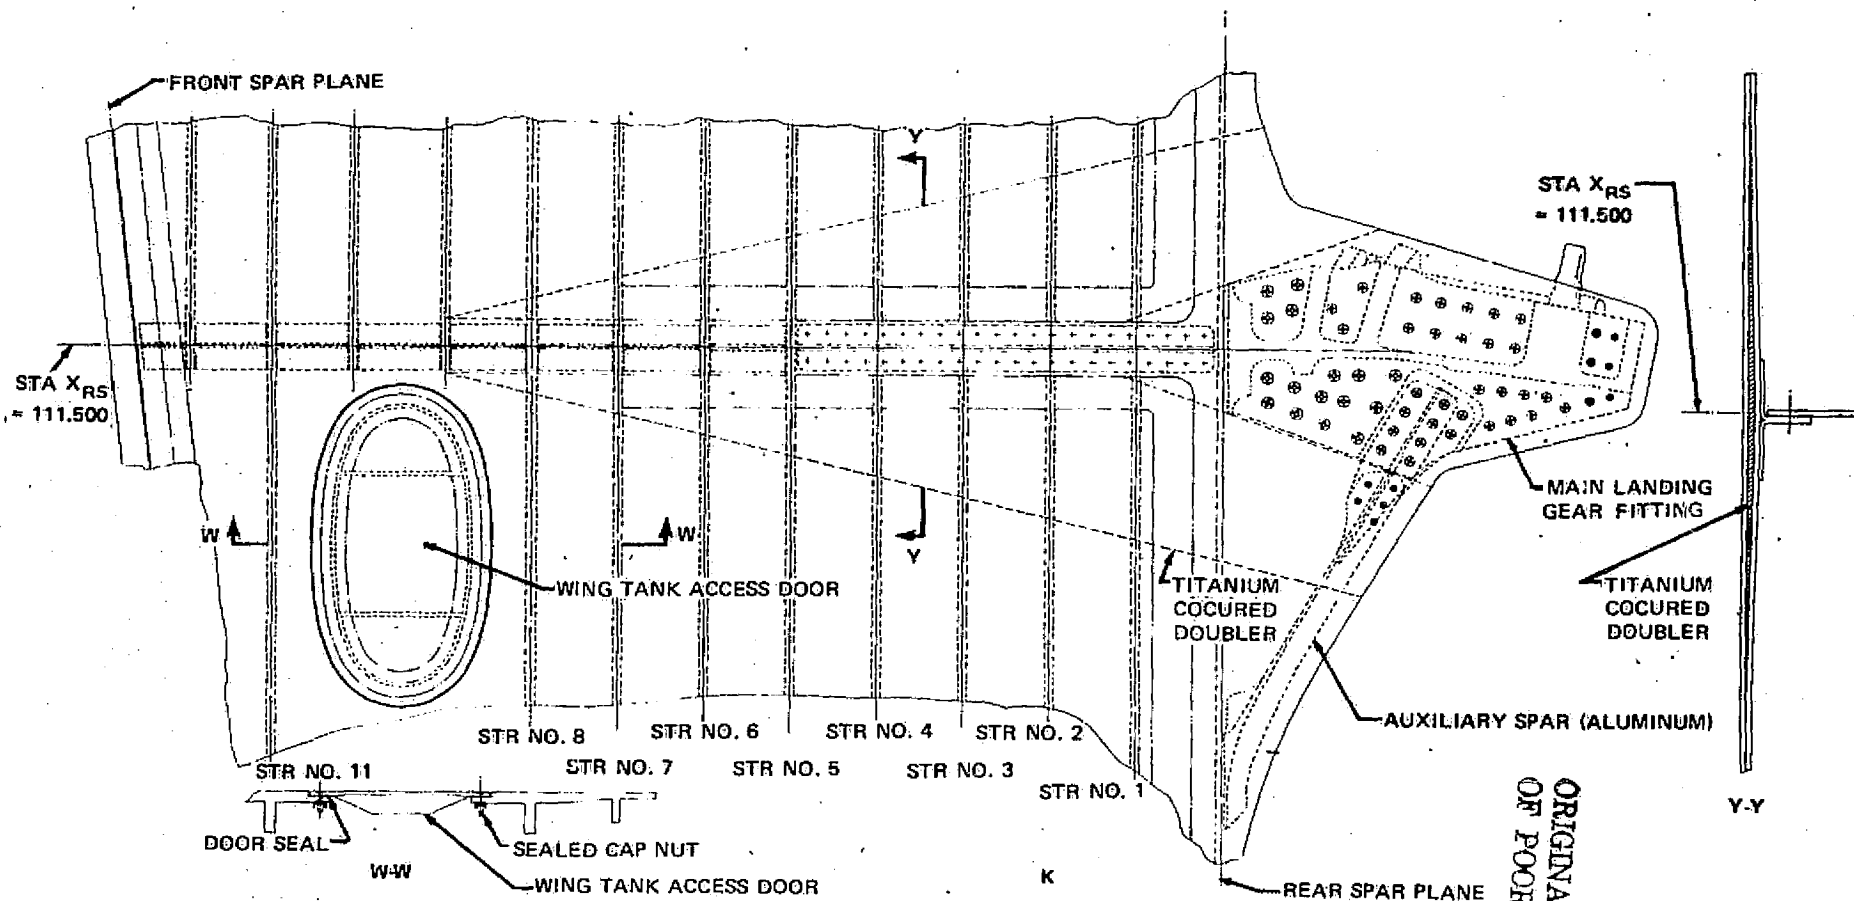 FRONT SPAR PLANE
Y
STA XRS
= 111.500
STA XRS
= 111.500
MAIN LANDING
GEAR FITTING
W
W
Y
WING TANK ACCESS DOOR
TITANIUM
COCURED
DOUBLER
TITANIUM
COCURED
DOUBLER
AUXILIARY SPAR (ALUMINUM)
STR NO. 8
STR NO. 6
STR NO. 4
STR NO. 2
STR NO. 11
STR NO. 7
STR NO. 5
STR NO. 3
STR NO. 1
Y-Y
DOOR SEAL
SEALED CAP NUT
W-W
WING TANK ACCESS DOOR
K
REAR SPAR PLANE
ORIGINA
OF POOR